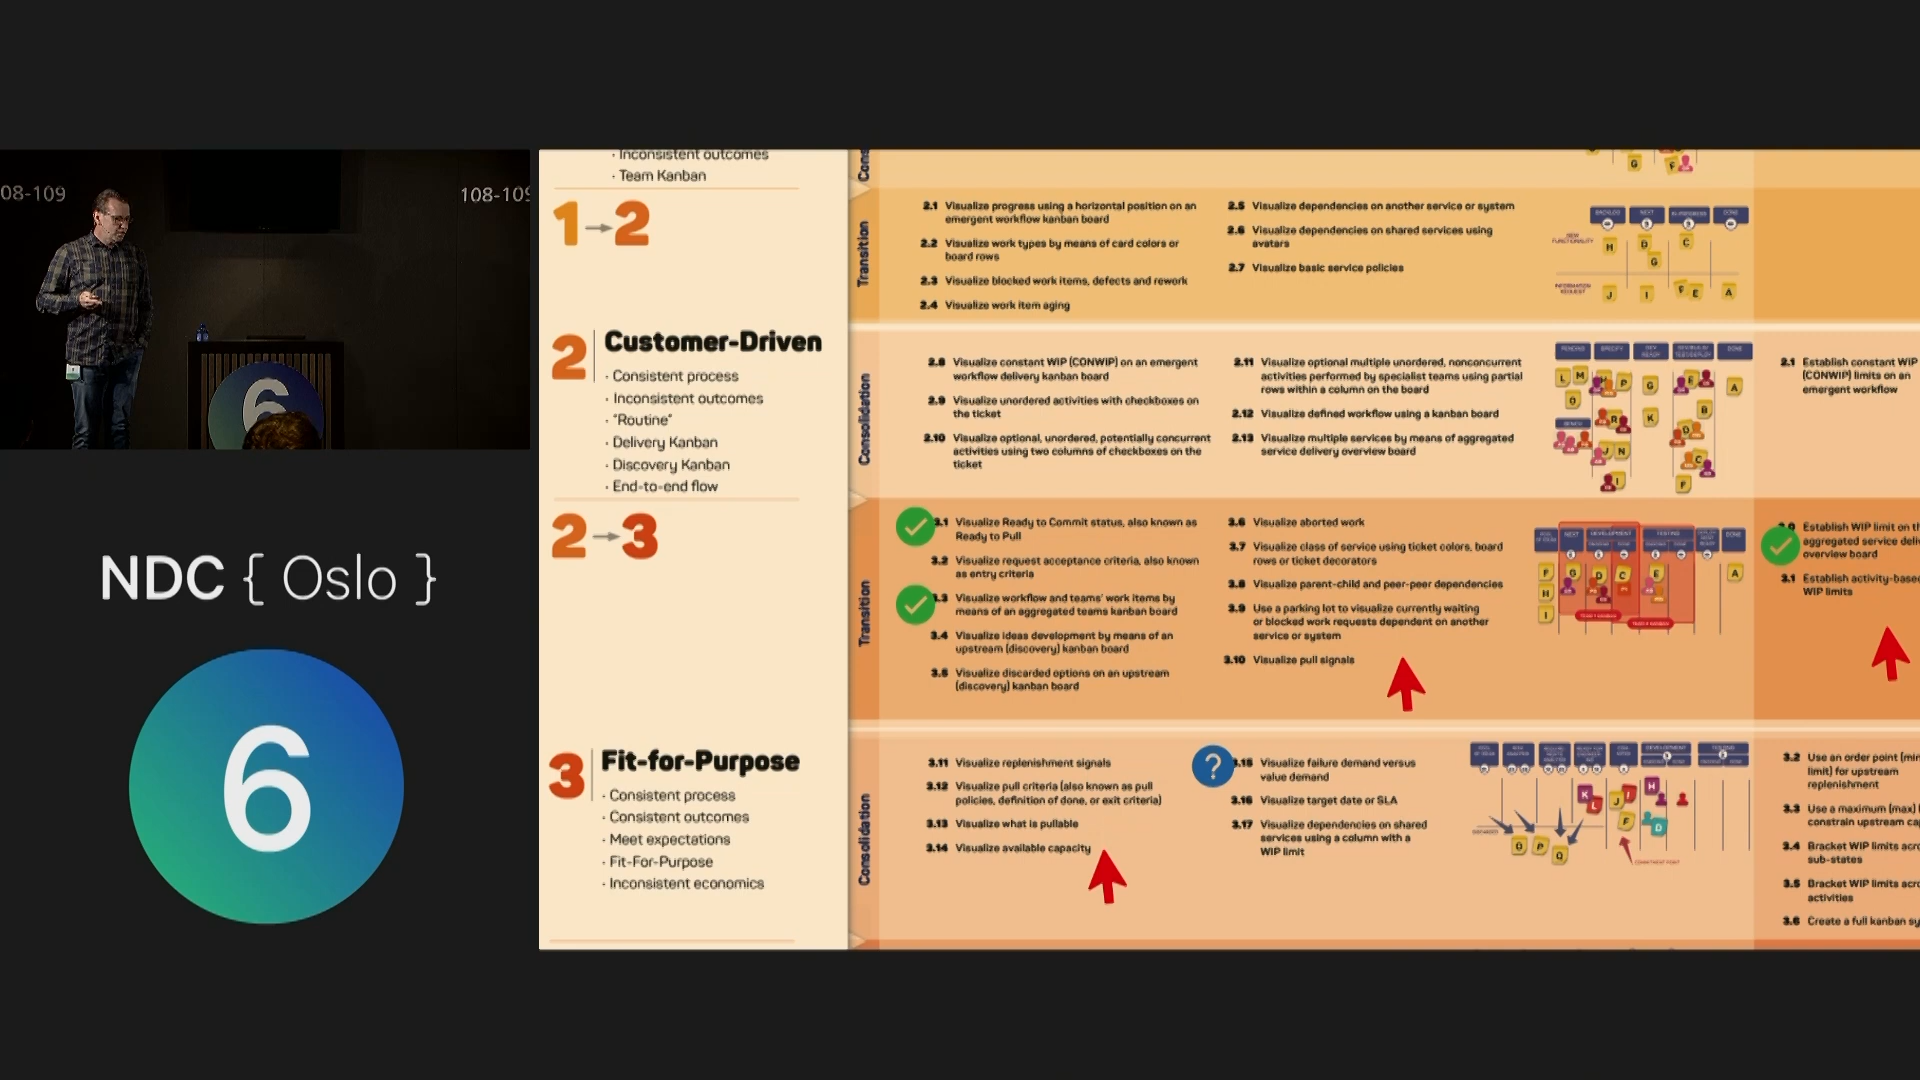 08-109
108-109
6
NDC { Oslo }
6
· Inconsistent outcomes
· Team Kanban
1→2
2 Customer-Driven
· Consistent process
· Inconsistent outcomes
· "Routine"
· Delivery Kanban
· Discovery Kanban
· End-to-end flow
2→3
3 Fit-for-Purpose
· Consistent process
· Consistent outcomes
· Meet expectations
· Fit-For-Purpose
· Inconsistent economics
Cons
Transition
2.1 Visualize progress using a horizontal position on an
emergent workflow kanban board
2.2 Visualize work types by means of card colors or
board rows
2.3 Visualize blocked work items, defects and rework
2.4 Visualize work item aging
2.5 Visualize dependencies on another service or system
2.6 Visualize dependencies on shared services using
avatars
2.7 Visualize basic service policies
Consolidation
2.8 Visualize constant WIP (CONWIP) on an emergent
workflow delivery kanban board
2.9 Visualize unordered activities with checkboxes on
the ticket
2.10 Visualize optional, unordered, potentially concurrent
activities using two columns of checkboxes on the
ticket
2.11 Visualize optional multiple unordered, nonconcurrent
activities performed by specialist teams using partial
rows within a column on the board
2.12 Visualize defined workflow using a kanban board
2.13 Visualize multiple services by means of aggregated
service delivery overview board
2.1 Establish constant WIP
(CONWIP) limits on an
emergent workflow
Transition
3.1 Visualize Ready to Commit status, also known as
Ready to Pull
3.2 Visualize request acceptance criteria, also known
as entry criteria
3.3 Visualize workflow and teams' work items by
means of an aggregated teams kanban board
3.4 Visualize ideas development by means of an
upstream (discovery) kanban board
3.5 Visualize discarded options on an upstream
(discovery) kanban board
3.6 Visualize aborted work
3.7 Visualize class of service using ticket colors, board
rows or ticket decorators
3.8 Visualize parent-child and peer-peer dependencies
3.9 Use a parking lot to visualize currently waiting
or blocked work requests dependent on another
service or system
3.10 Visualize pull signals
Establish WIP limit on th
aggregated service deliv
overview board
3.1 Establish activity-based
WIP limits
Consolidation
3.11 Visualize replenishment signals
3.12 Visualize pull criteria (also known as pull
policies, definition of done, or exit criteria)
3.13 Visualize what is pullable
3.14 Visualize available capacity
?
3.15 Visualize failure demand versus
value demand
3.16 Visualize target date or SLA
3.17 Visualize dependencies on shared
services using a column with a
WIP limit
3.2 Use an order point (min
limit) for upstream
replenishment
3.3 Use a maximum (max) l
constrain upstream cap
3.4 Bracket WIP limits acro
sub-states
3.5 Bracket WIP limits across
activities
3.6 Create a full kanban sy